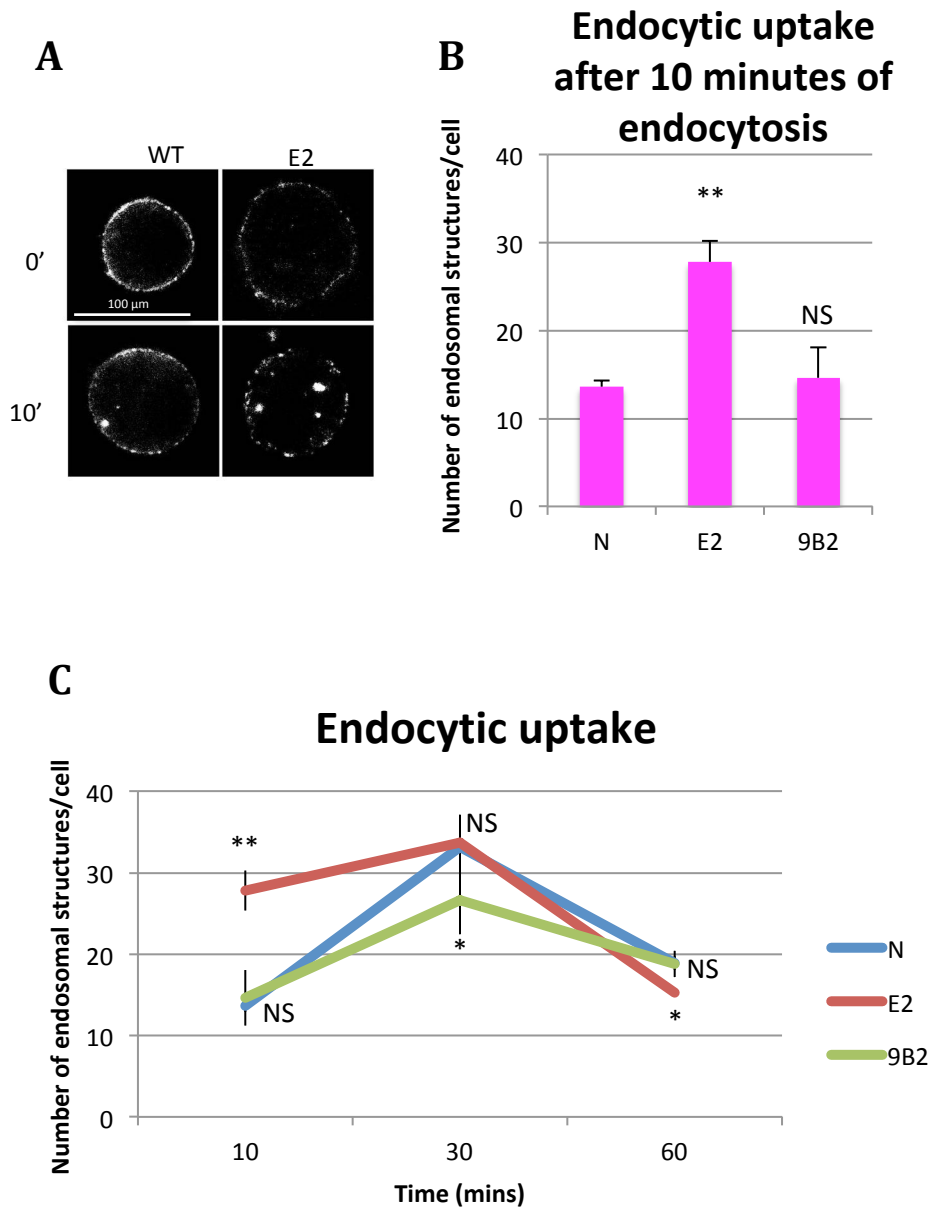 A
WT
E2
0’
100 µm
10’
B
Endocytic uptake
after 10 minutes of
endocytosis
Number of endosomal structures/cell
40
30
20
10
0
**
NS
N
E2
9B2
C
Endocytic uptake
Number of endosomal structures/cell
40
30
20
10
0
**
NS
NS
*
NS
*
10
30
60
Time (mins)
N
E2
9B2